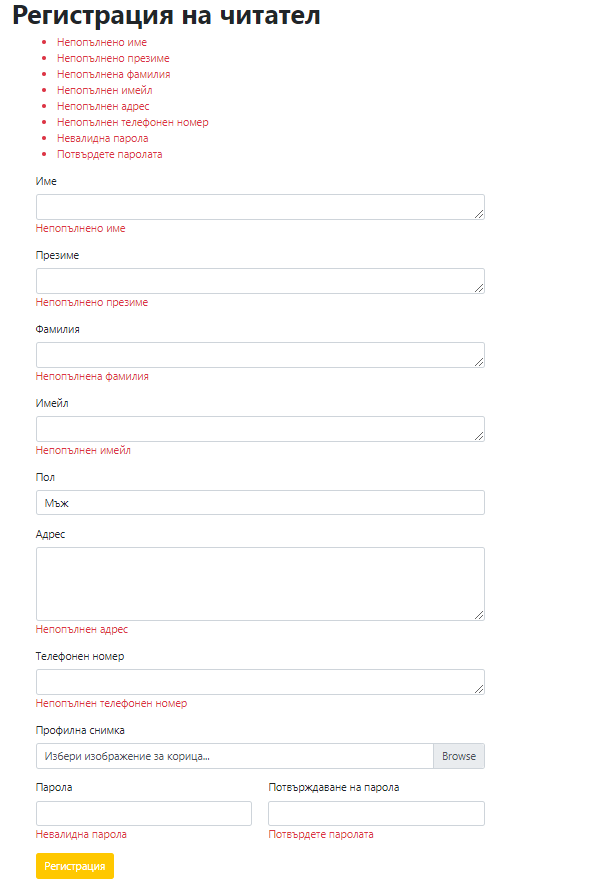 Регистрация на читател
Непопълнено име
Непопълнено презиме
Непопълнена фамилия
Непопълнен имейл
Непопълнен адрес
Непопълнен телефонен номер
Невалидна парола
Потвърдете паролата
Име
Непопълнено име
Презиме
Непопълнено презиме
Фамилия
Непопълнена фамилия
Имейл
Непопълнен имейл
Пол
Мъж
Адрес
Непопълнен адрес
Телефонен номер
Непопълнен телефонен номер
Профилна снимка
Избери изображение за корица... Browse
Парола Потвърждаване на парола
Невалидна парола Потвърдете паролата
Регистрация